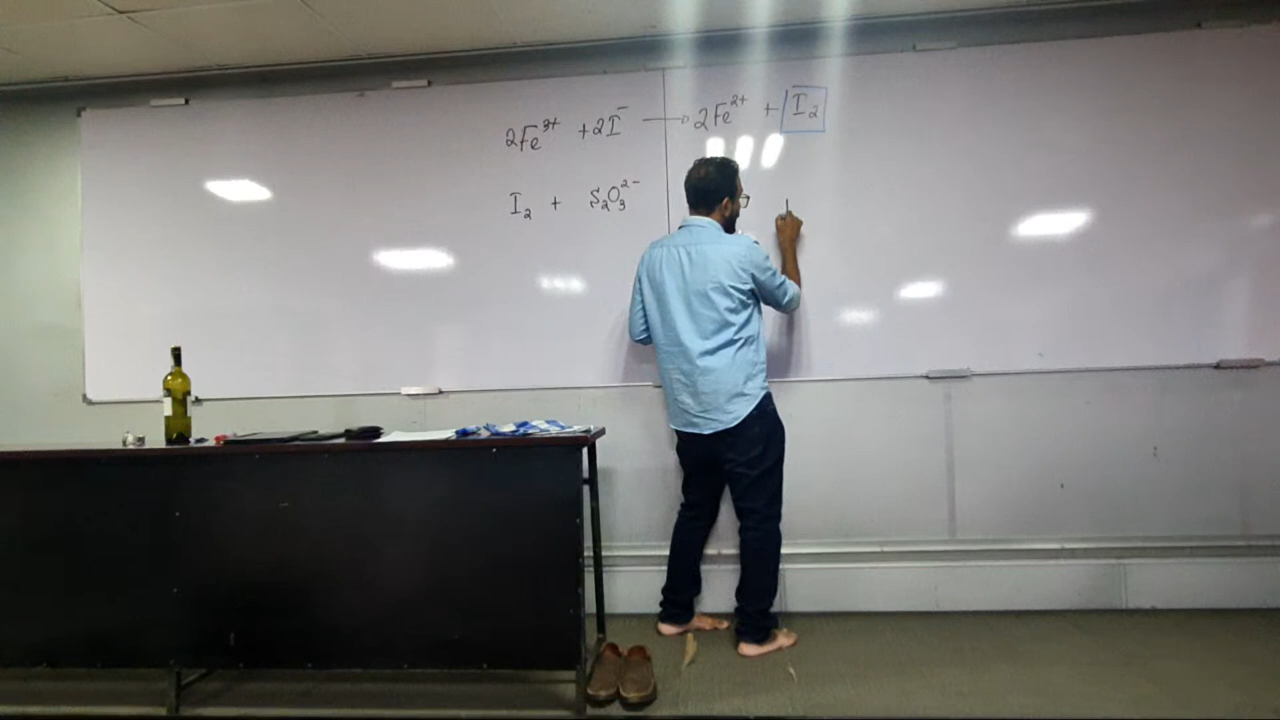 2Fe³⁺ + 2I⁻ → 2Fe²⁺ + I₂
I₂ + S₂O₃²⁻